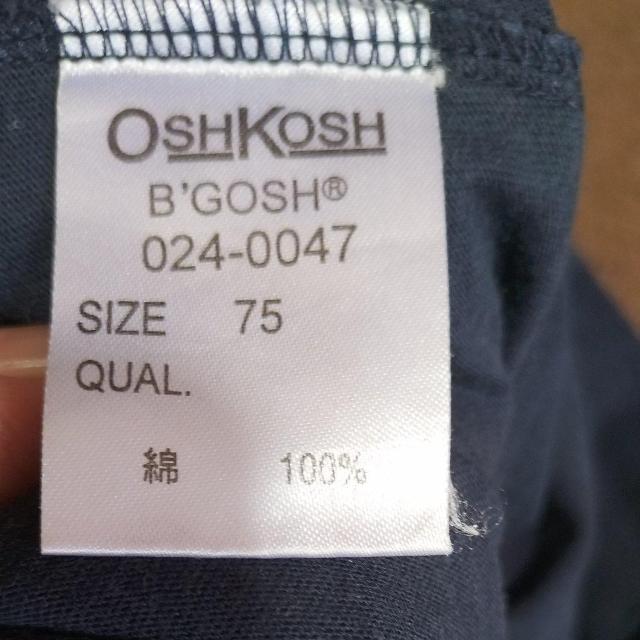 OSHKOSH
B'GOSH®
024-0047
SIZE 75
QUAL.
綿 100%